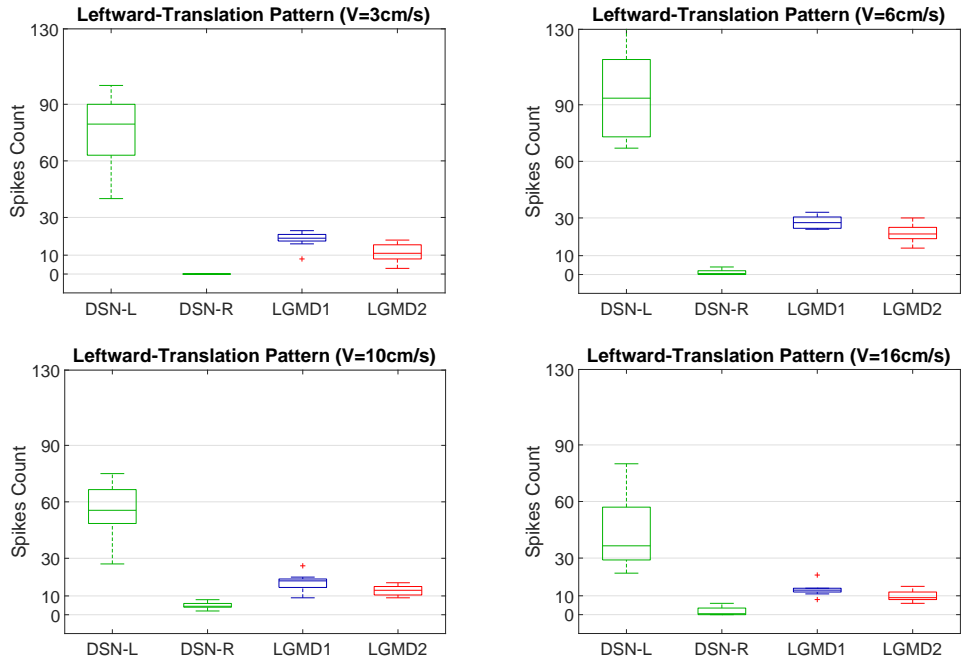 Leftward-Translation Pattern (V=3cm/s)
130
90
60
30
10
0
Spikes Count
DSN-L DSN-R LGMD1 LGMD2
Leftward-Translation Pattern (V=6cm/s)
130
90
60
30
10
0
Spikes Count
DSN-L DSN-R LGMD1 LGMD2
Leftward-Translation Pattern (V=10cm/s)
130
90
60
30
10
0
Spikes Count
DSN-L DSN-R LGMD1 LGMD2
Leftward-Translation Pattern (V=16cm/s)
130
90
60
30
10
0
Spikes Count
DSN-L DSN-R LGMD1 LGMD2